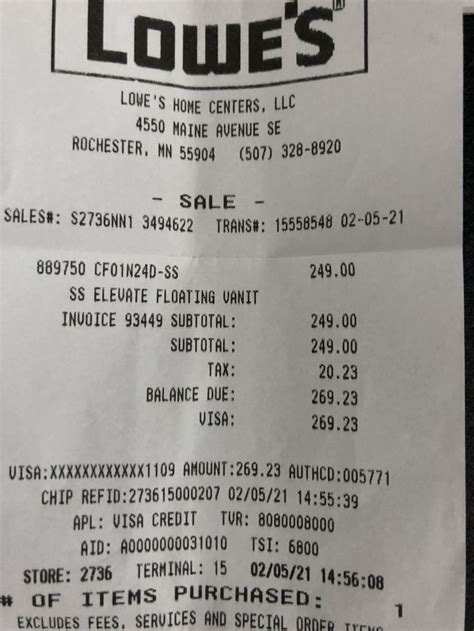 LOWE'S®
LOWE'S HOME CENTERS, LLC
4550 MAINE AVENUE SE
ROCHESTER, MN 55904 (507) 328-8920
- SALE -
SALES#: S2736NN1 3494622 TRANS#: 15558548 02-05-21
889750 CF01N24D-SS 249.00
SS ELEVATE FLOATING VANIT
INVOICE 93449 SUBTOTAL: 249.00
SUBTOTAL: 249.00
TAX: 20.23
BALANCE DUE: 269.23
VISA: 269.23
VISA:XXXXXXXXXXXX1109 AMOUNT:269.23 AUTHCD:005771
CHIP REFID:273615000207 02/05/21 14:55:39
APL: VISA CREDIT TVR: 8080008000
AID: A0000000031010 TSI: 6800
STORE: 2736 TERMINAL: 15 02/05/21 14:56:08
# OF ITEMS PURCHASED: 1
EXCLUDES FEES, SERVICES AND SPECIAL ORDER ITEMS